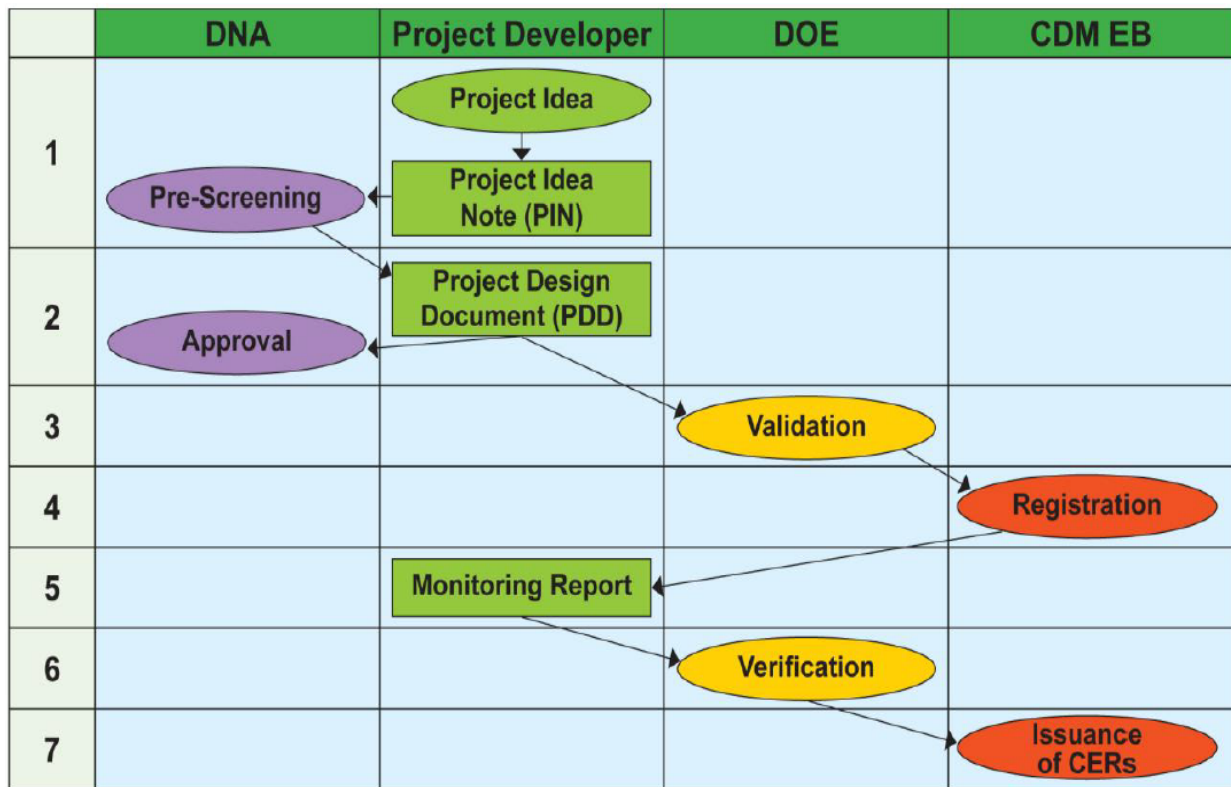 DNA
Project Developer
DOE
CDM EB
1
Project Idea
Project Idea
Note (PIN)
Pre-Screening
2
Project Design
Document (PDD)
Approval
3
Validation
4
Registration
5
Monitoring Report
6
Verification
7
Issuance
of CERs